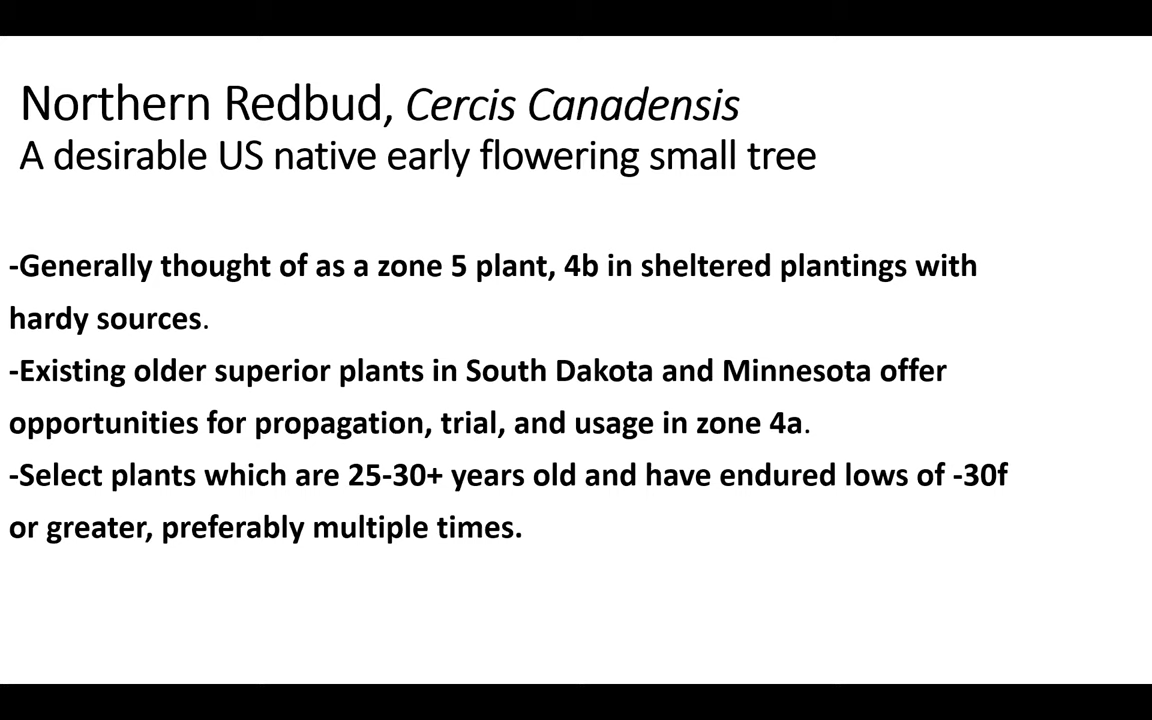 Northern Redbud, Cercis Canadensis
A desirable US native early flowering small tree
-Generally thought of as a zone 5 plant, 4b in sheltered plantings with
hardy sources.
-Existing older superior plants in South Dakota and Minnesota offer
opportunities for propagation, trial, and usage in zone 4a.
-Select plants which are 25-30+ years old and have endured lows of -30f
or greater, preferably multiple times.